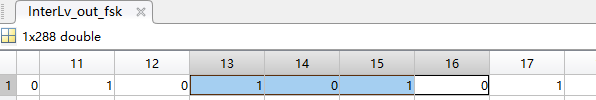 InterLv_out_fsk
1x288 double
11 12 13 14 15 16 17
1 0 1 0 1 0 1 0 1